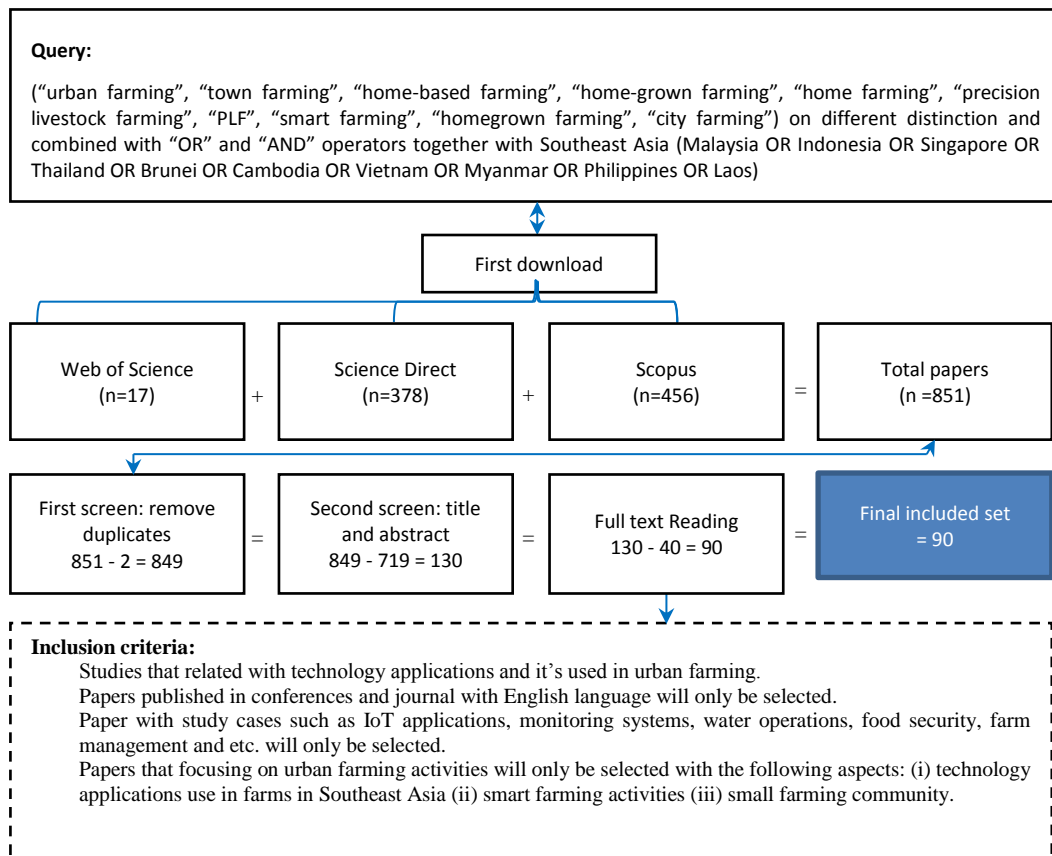 Query:
(“urban farming”, “town farming”, “home-based farming”, “home-grown farming”, “home farming”, “precision
livestock farming”, “PLF”, “smart farming”, “homegrown farming”, “city farming”) on different distinction and
combined with “OR” and “AND” operators together with Southeast Asia (Malaysia OR Indonesia OR Singapore OR
Thailand OR Brunei OR Cambodia OR Vietnam OR Myanmar OR Philippines OR Laos)
First download
Web of Science
(n=17)
+
Science Direct
(n=378)
+
Scopus
(n=456)
=
Total papers
(n =851)
First screen: remove
duplicates
851 - 2 = 849
=
Second screen: title
and abstract
849 - 719 = 130
=
Full text Reading
130 - 40 = 90
=
Final included set
= 90
Inclusion criteria:
Studies that related with technology applications and it’s used in urban farming.
Papers published in conferences and journal with English language will only be selected.
Paper with study cases such as IoT applications, monitoring systems, water operations, food security, farm
management and etc. will only be selected.
Papers that focusing on urban farming activities will only be selected with the following aspects: (i) technology
applications use in farms in Southeast Asia (ii) smart farming activities (iii) small farming community.